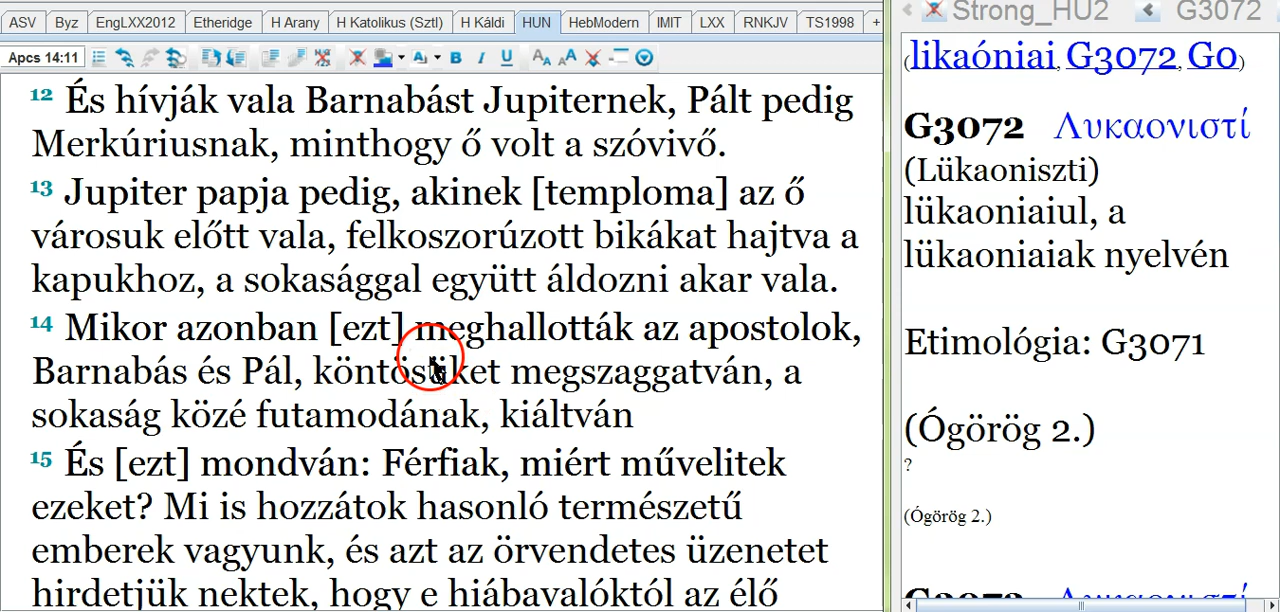 ASV Byz EngLXX2012 Etheridge H Arany H Katolikus (Sztl) H Káldi HUN HebModern IMIT LXX RNKJV TS1998 +
Strong_HU2 G3072
Apcs 14:11
12 És hívják vala Barnabást Jupiternek, Pált pedig
Merkúriusnak, minthogy ő volt a szóvivő.
13 Jupiter papja pedig, akinek [temploma] az ő
városuk előtt vala, felkoszorúzott bikákat hajtva a
kapukhoz, a sokasággal együtt áldozni akar vala.
14 Mikor azonban [ezt] meghallották az apostolok,
Barnabás és Pál, köntösüket megszaggatván, a
sokaság közé futamodának, kiáltván
15 És [ezt] mondván: Férfiak, miért művelitek
ezeket? Mi is hozzátok hasonló természetű
emberek vagyunk, és azt az örvendetes üzenetet
hirdetjük nektek, hogy e hiábavalóktól az élő
(likaóniai, G3072, G0)
G3072 Λυκαονιστί
(Lükaoniszti)
lükaoniaiul, a
lükaoniaiak nyelvén
Etimológia: G3071
(Ógörög 2.)
?
(Ógörög 2.)